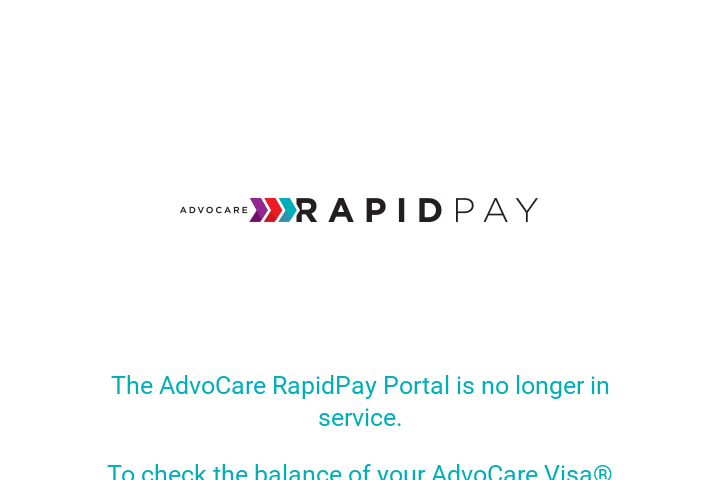 ADVOCARE RAPIDPAY
The AdvoCare RapidPay Portal is no longer in
service.
To check the balance of your AdvoCare Visa®